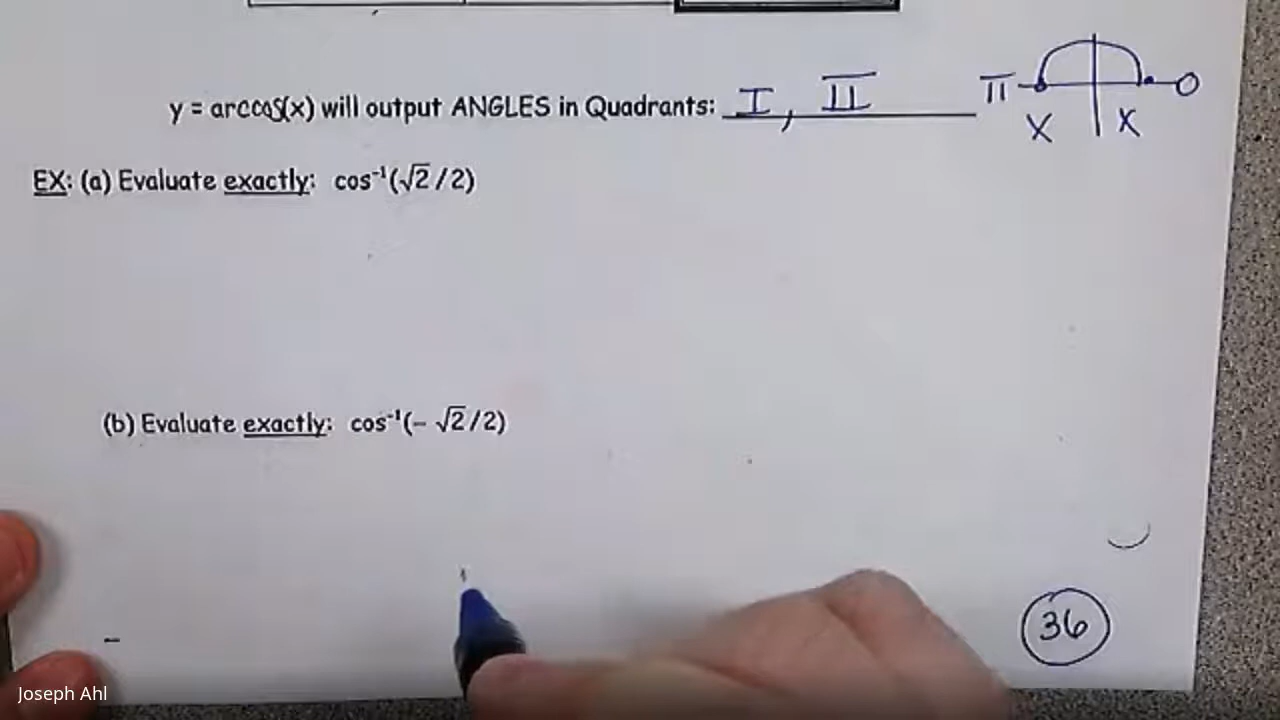 y = arccos(x) will output ANGLES in Quadrants: I, II
π 0
X X
EX: (a) Evaluate exactly: cos⁻¹(√2/2)
(b) Evaluate exactly: cos⁻¹(- √2/2)
36
Joseph Ahl